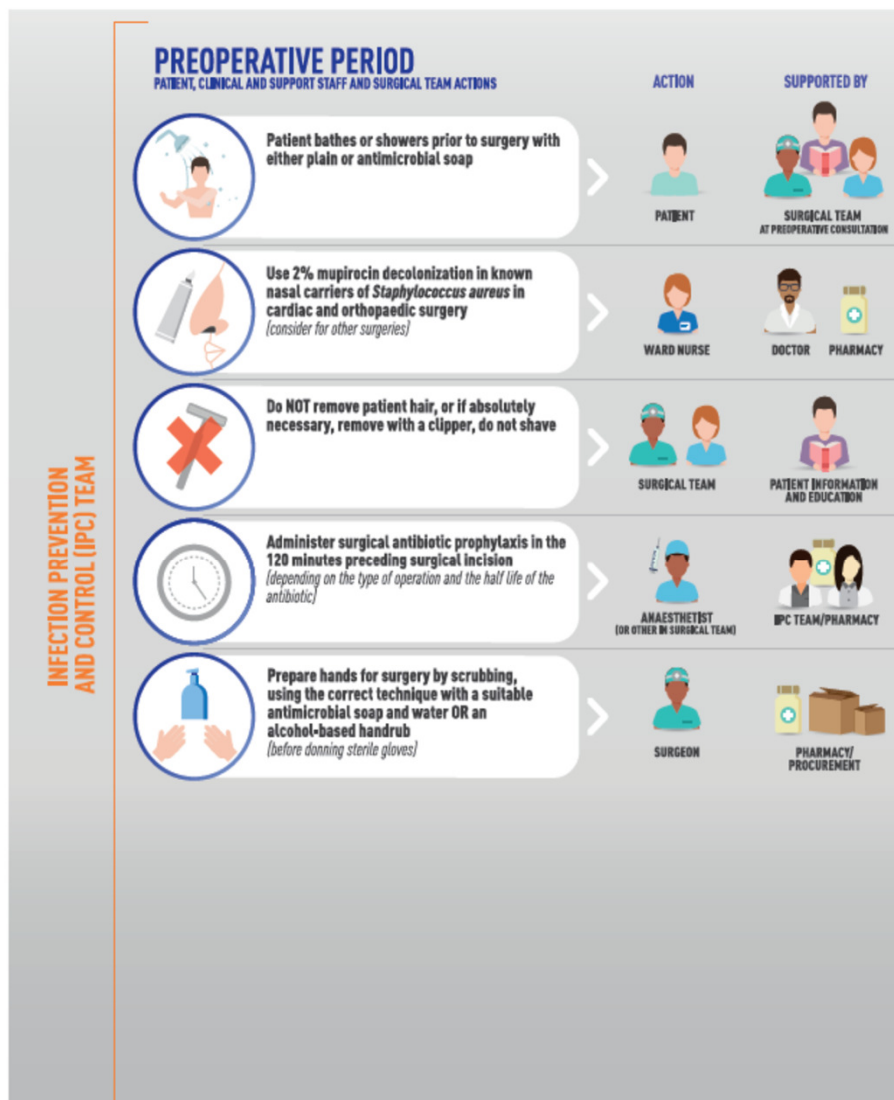 PREOPERATIVE PERIOD
PATIENT, CLINICAL AND SUPPORT STAFF AND SURGICAL TEAM ACTIONS
ACTION
SUPPORTED BY
Patient bathes or showers prior to surgery with
either plain or antimicrobial soap
PATIENT
SURGICAL TEAM
AT PREOPERATIVE CONSULTATION
Use 2% mupirocin decolonization in known
nasal carriers of Staphylococcus aureus in
cardiac and orthopaedic surgery
(consider for other surgeries)
WARD NURSE
DOCTOR
PHARMACY
Do NOT remove patient hair, or if absolutely
necessary, remove with a clipper, do not shave
SURGICAL TEAM
PATIENT INFORMATION
AND EDUCATION
Administer surgical antibiotic prophylaxis in the
120 minutes preceding surgical incision
(depending on the type of operation and the half life of the
antibiotic)
ANAESTHETIST
(OR OTHER IN SURGICAL TEAM)
IPC TEAM/PHARMACY
Prepare hands for surgery by scrubbing,
using the correct technique with a suitable
antimicrobial soap and water OR an
alcohol-based handrub
(before donning sterile gloves)
SURGEON
PHARMACY/
PROCUREMENT
INFECTION PREVENTION
AND CONTROL (IPC) TEAM